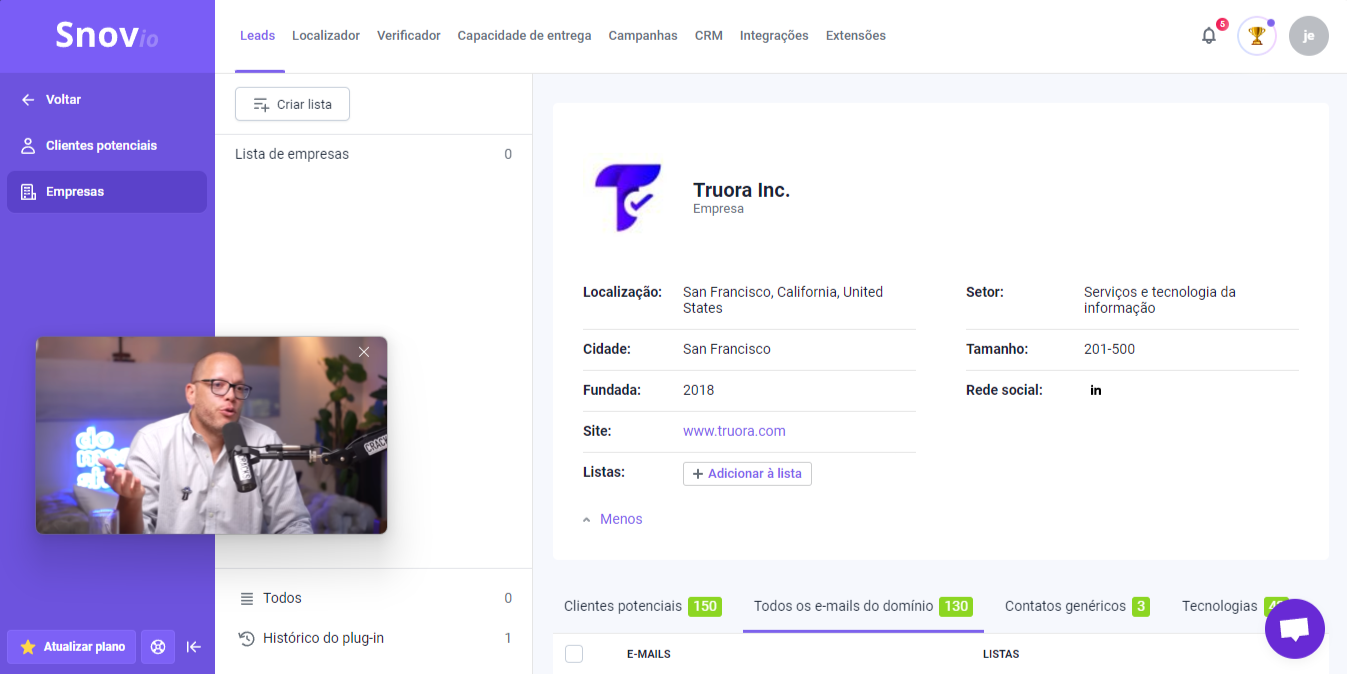 Snovio
Leads
Localizador
Verificador
Capacidade de entrega
Campanhas
CRM
Integrações
Extensões
5
je
Voltar
Clientes potenciais
Empresas
Atualizar plano
Criar lista
Lista de empresas 0
Todos 0
Histórico do plug-in 1
Truora Inc.
Empresa
Localização: San Francisco, California, United
States
Cidade: San Francisco
Fundada: 2018
Site: www.truora.com
Listas: + Adicionar à lista
Menos
Setor: Serviços e tecnologia da
informação
Tamanho: 201-500
Rede social: in
Clientes potenciais 150
Todos os e-mails do domínio 130
Contatos genéricos 3
Tecnologias
E-MAILS
LISTAS
do